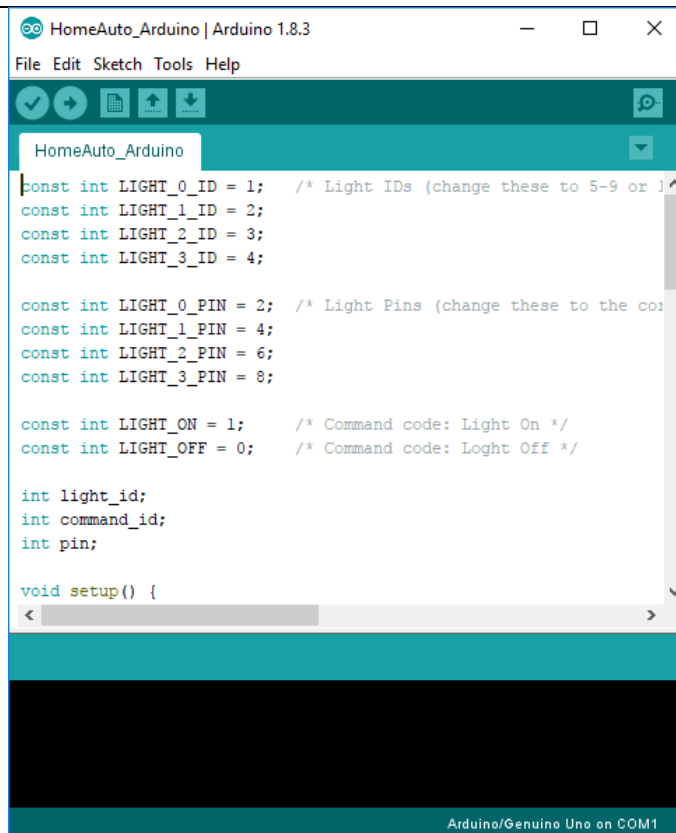 HomeAuto_Arduino | Arduino 1.8.3
File Edit Sketch Tools Help
HomeAuto_Arduino
const int LIGHT_0_ID = 1;   /* Light IDs (change these to 5-9 or 1
const int LIGHT_1_ID = 2;
const int LIGHT_2_ID = 3;
const int LIGHT_3_ID = 4;
const int LIGHT_0_PIN = 2;  /* Light Pins (change these to the cor
const int LIGHT_1_PIN = 4;
const int LIGHT_2_PIN = 6;
const int LIGHT_3_PIN = 8;
const int LIGHT_ON = 1;     /* Command code: Light On */
const int LIGHT_OFF = 0;    /* Command code: Loght Off */
int light_id;
int command_id;
int pin;
void setup() {
Arduino/Genuino Uno on COM1